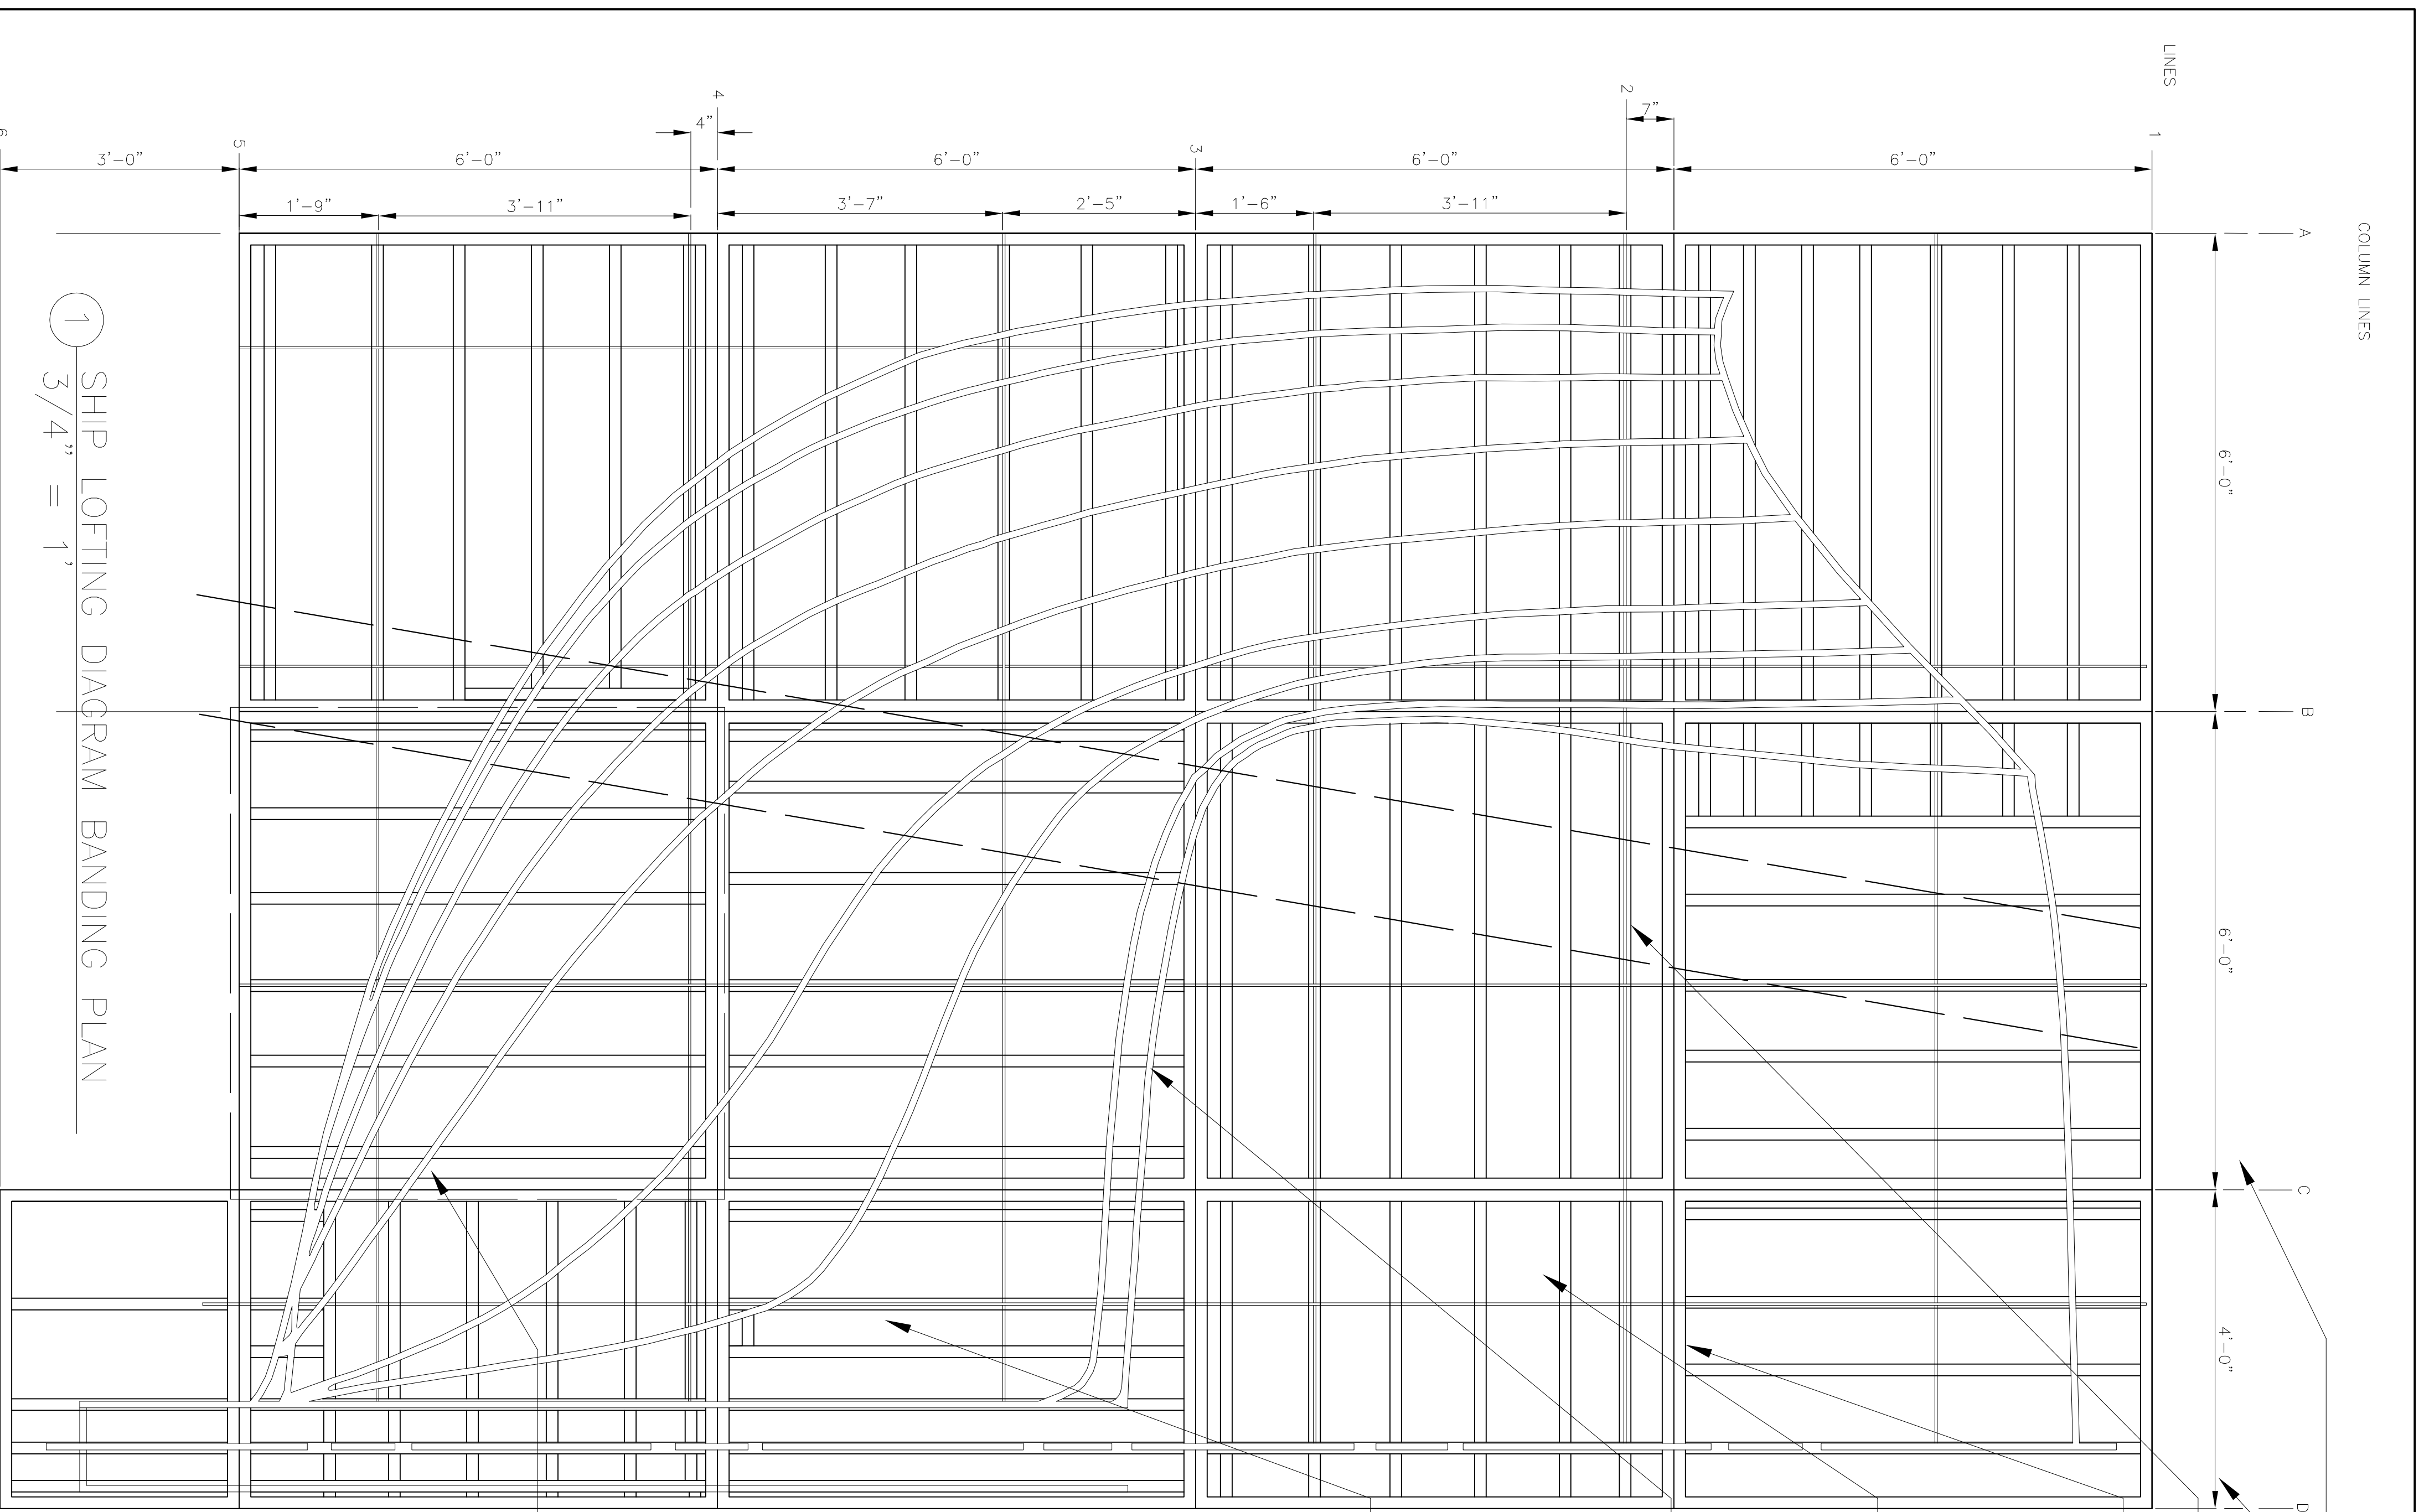 LINES
COLUMN LINES
1
2
3
4
5
6
7"
4"
6'-0"
6'-0"
6'-0"
6'-0"
3'-0"
3'-11"
1'-6"
2'-5"
3'-7"
3'-11"
1'-9"
A
6'-0"
B
6'-0"
C
4'-0"
D
1
SHIP LOFTING DIAGRAM BANDING PLAN
3/4" = 1'